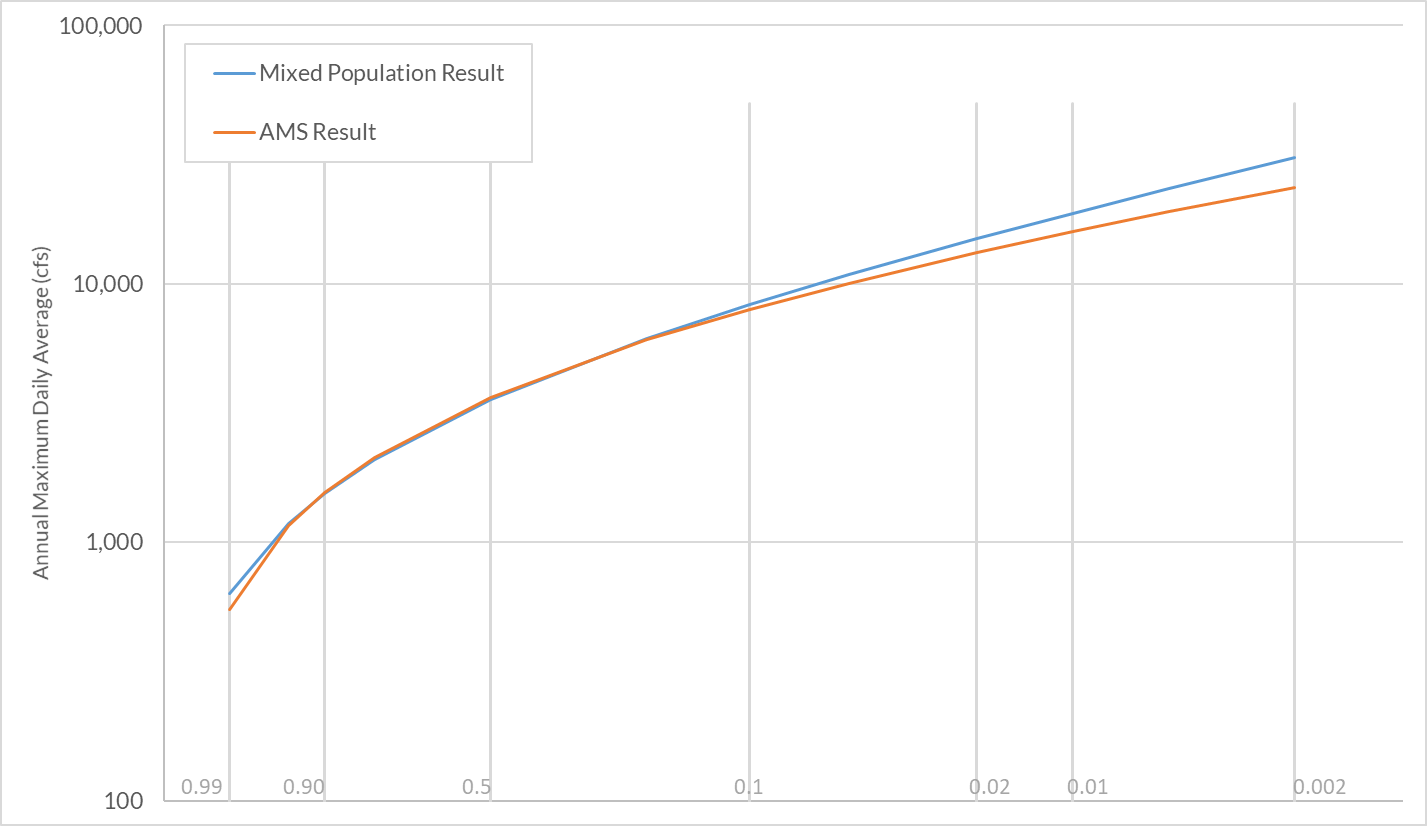 100,000
Mixed Population Result
AMS Result
10,000
1,000
100
Annual Maximum Daily Average (cfs)
0.99 0.90 0.5 0.1 0.02 0.01 0.002